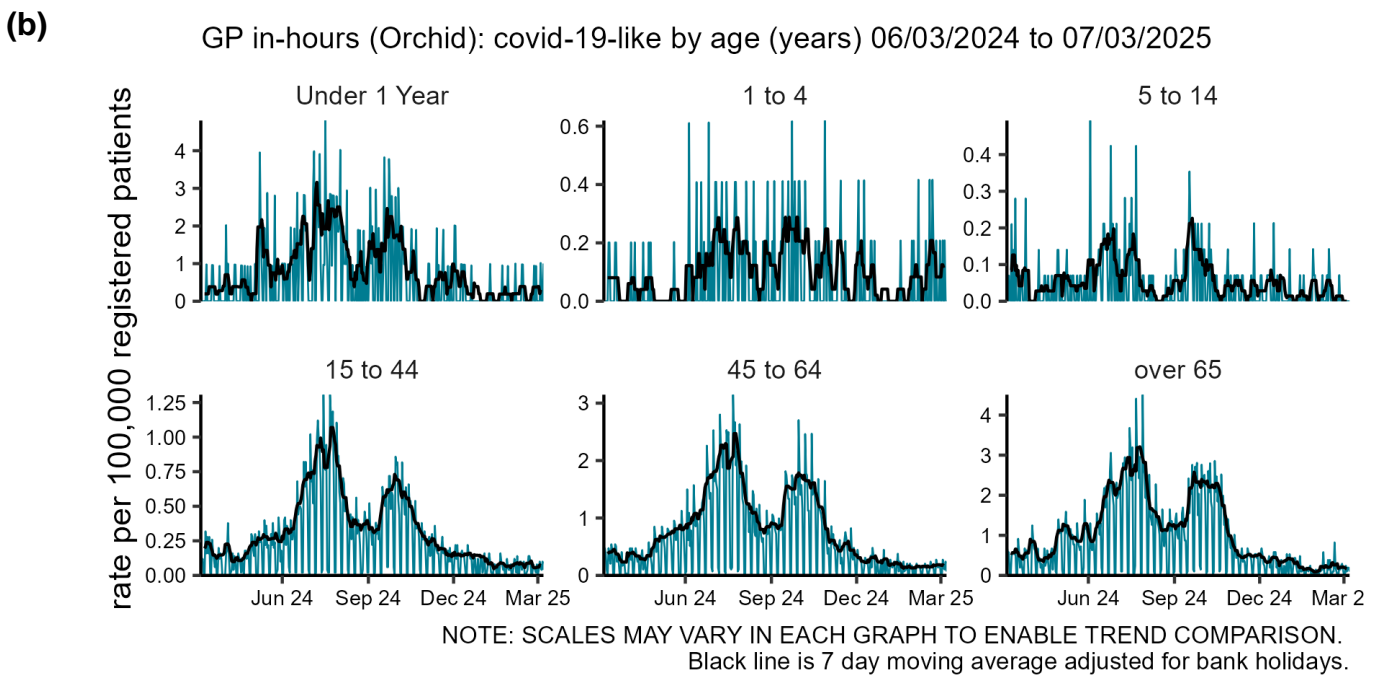 (b)
GP in-hours (Orchid): covid-19-like by age (years) 06/03/2024 to 07/03/2025
rate per 100,000 registered patients
Under 1 Year
4
3
2
1
0
1 to 4
0.6
0.4
0.2
0.0
5 to 14
0.4
0.3
0.2
0.1
0.0
15 to 44
1.25
1.00
0.75
0.50
0.25
0.00
Jun 24 Sep 24 Dec 24 Mar 25
45 to 64
3
2
1
0
Jun 24 Sep 24 Dec 24 Mar 25
over 65
4
3
2
1
0
Jun 24 Sep 24 Dec 24 Mar 2
NOTE: SCALES MAY VARY IN EACH GRAPH TO ENABLE TREND COMPARISON.
Black line is 7 day moving average adjusted for bank holidays.